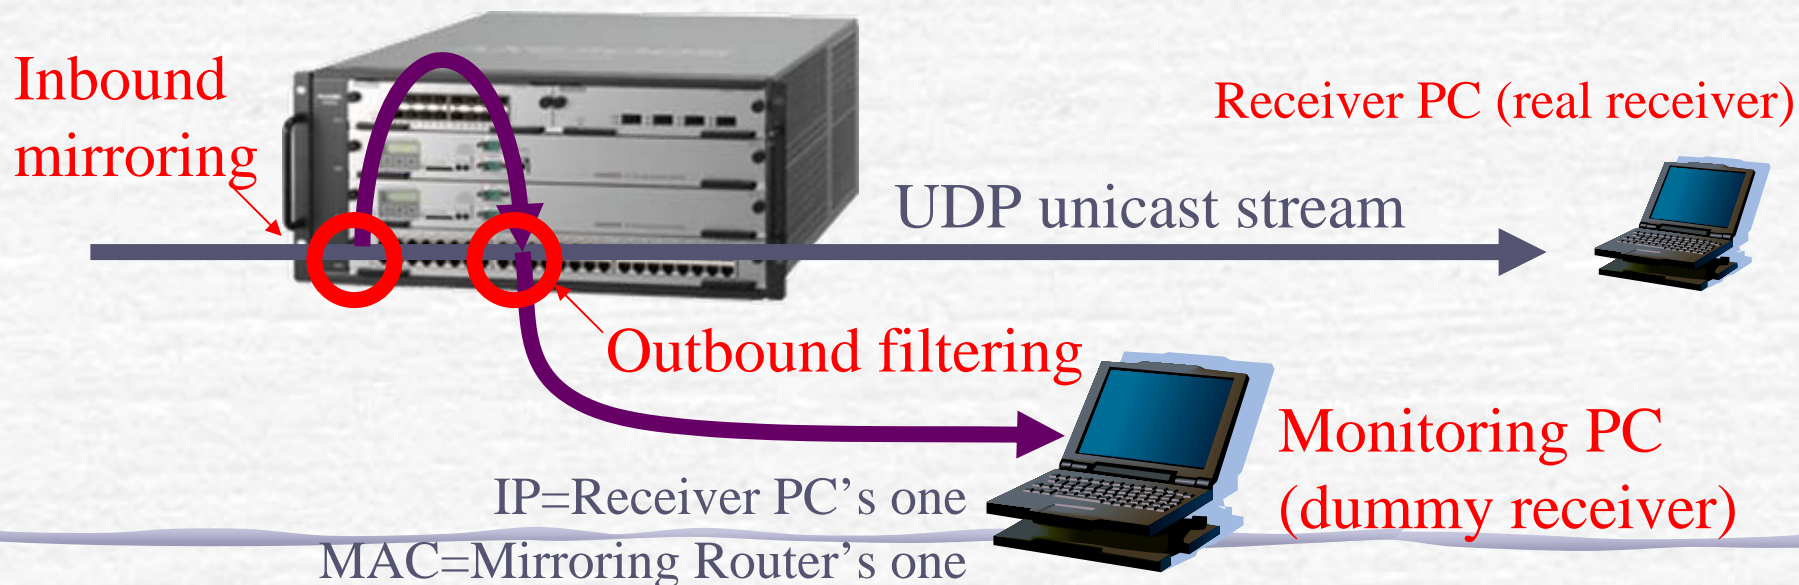 Inbound
mirroring
Receiver PC (real receiver)
UDP unicast stream
Outbound filtering
Monitoring PC
(dummy receiver)
IP=Receiver PC’s one
MAC=Mirroring Router’s one